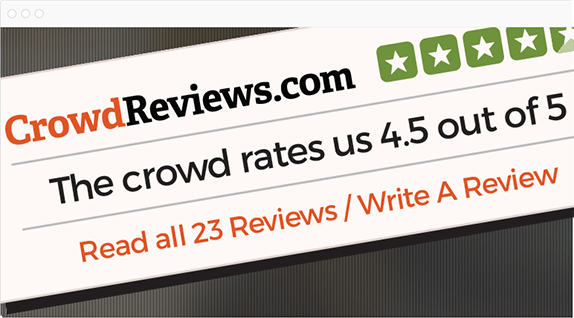 CrowdReviews.com
The crowd rates us 4.5 out of 5
Read all 23 Reviews / Write A Review